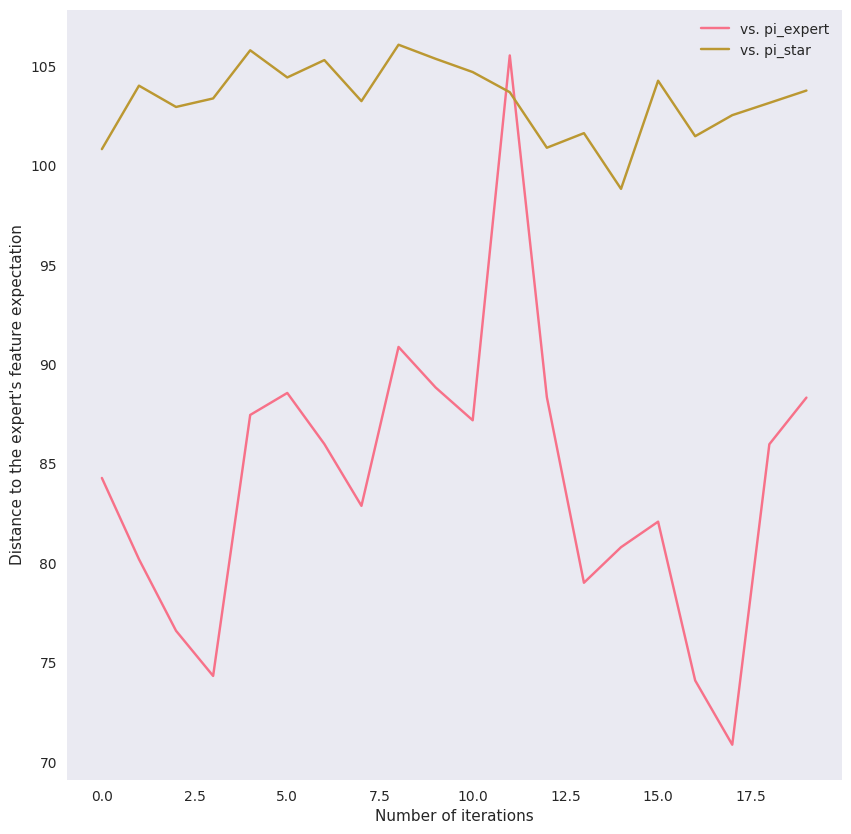 vs. pi_expert
vs. pi_star
105
100
95
90
85
80
75
70
Distance to the expert's feature expectation
0.0 2.5 5.0 7.5 10.0 12.5 15.0 17.5
Number of iterations